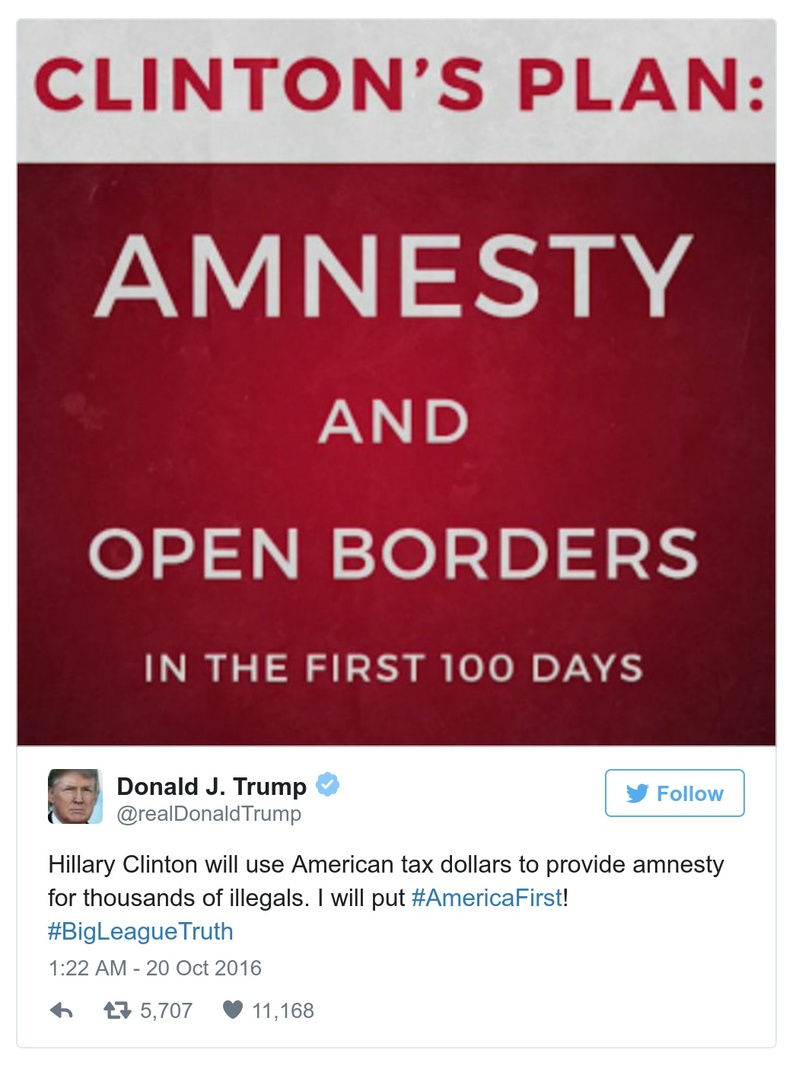 CLINTON'S PLAN:
AMNESTY
AND
OPEN BORDERS
IN THE FIRST 100 DAYS
Donald J. Trump
@realDonaldTrump
Follow
Hillary Clinton will use American tax dollars to provide amnesty
for thousands of illegals. I will put #AmericaFirst!
#BigLeagueTruth
1:22 AM - 20 Oct 2016
5,707 11,168